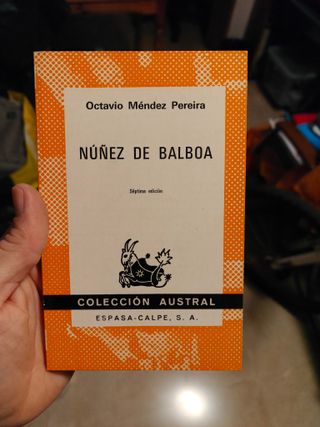 Octavio Méndez Pereira
NÚÑEZ DE BALBOA
Séptima edición
COLECCIÓN AUSTRAL
ESPASA-CALPE, S. A.